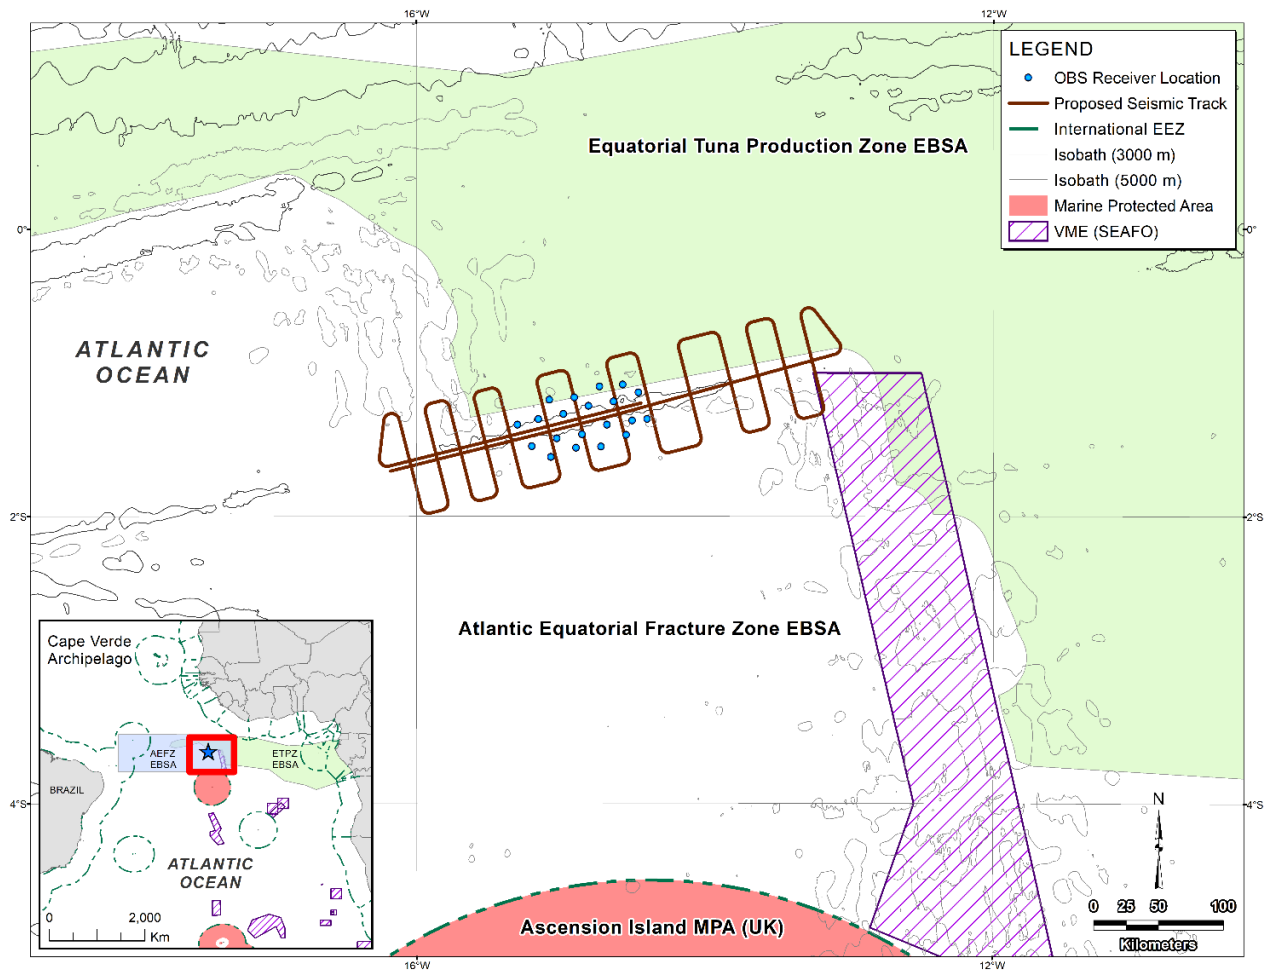 16°W
12°W
LEGEND
OBS Receiver Location
Proposed Seismic Track
International EEZ
Isobath (3000 m)
Isobath (5000 m)
Marine Protected Area
VME (SEAFO)
Equatorial Tuna Production Zone EBSA
0°
0°
ATLANTIC
OCEAN
2°S
2°S
Atlantic Equatorial Fracture Zone EBSA
Cape Verde
Archipelago
AEFZ
EBSA
ETPZ
EBSA
BRAZIL
ATLANTIC
OCEAN
0
2,000
Km
4°S
4°S
N
0 25 50 100
Kilometers
Ascension Island MPA (UK)
16°W
12°W